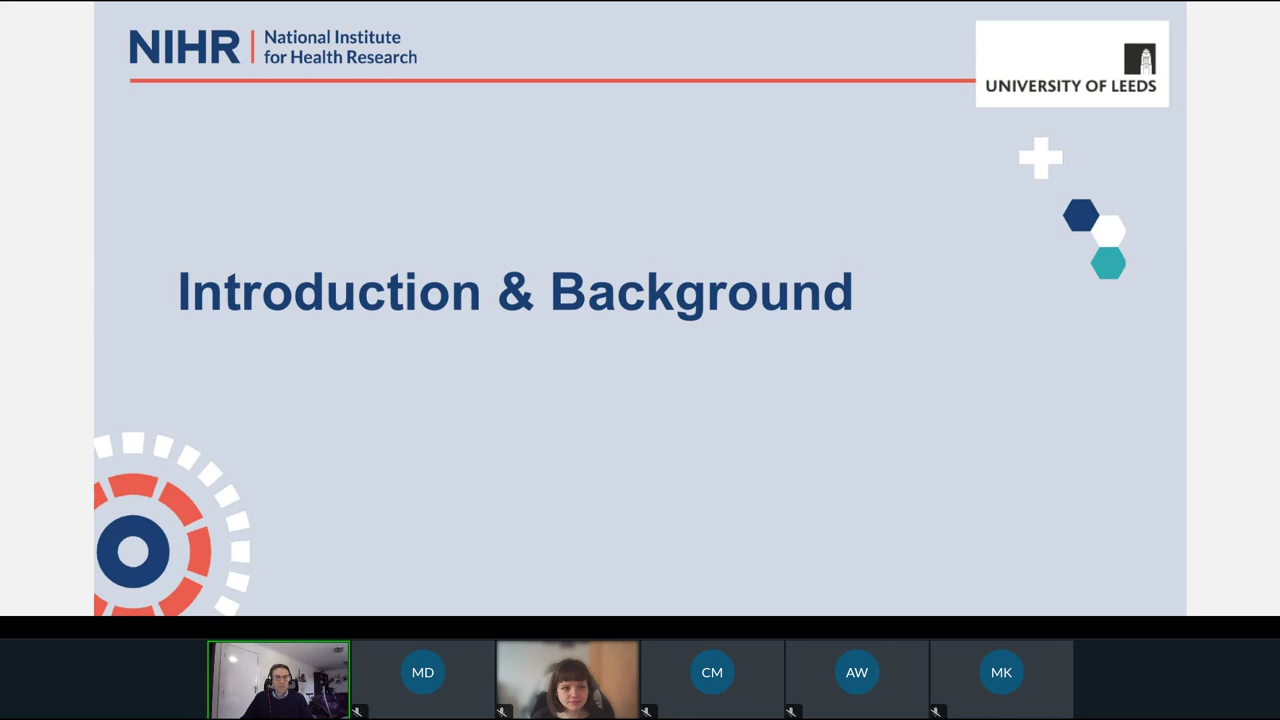 NIHR
National Institute
for Health Research
UNIVERSITY OF LEEDS
Introduction & Background
MD
CM
AW
MK